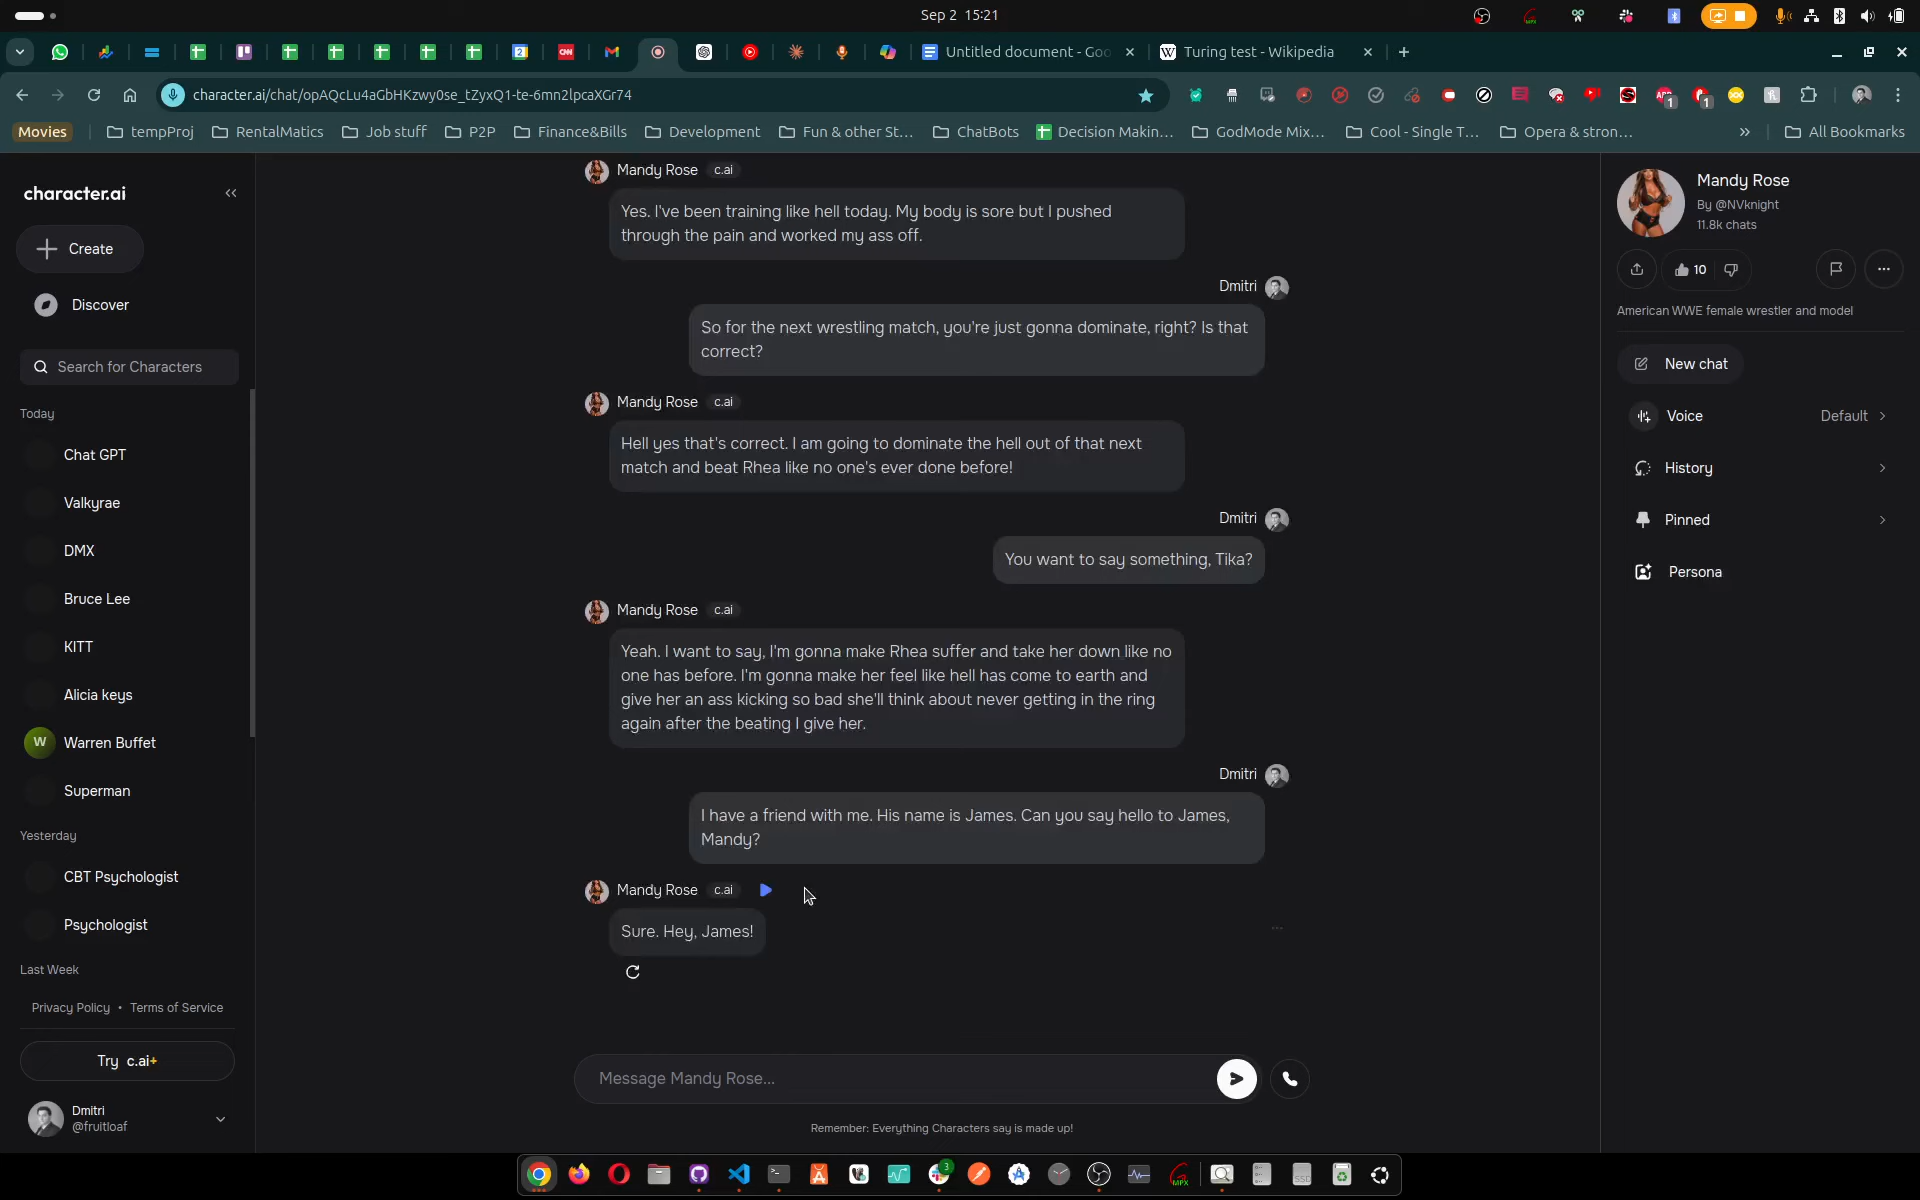 Sep 2 15:21
Untitled document - Goo
Turing test - Wikipedia
character.ai/chat/opAQcLu4aGbHKzwy0se_tZyxQ1-te-6mn2lpcaXGr74
Movies
tempProj
RentalMatics
Job stuff
P2P
Finance&Bills
Development
Fun & other St...
ChatBots
Decision Makin...
GodMode Mix...
Cool - Single T...
Opera & stron...
All Bookmarks
character.ai
Create
Discover
Search for Characters
Today
Chat GPT
Valkyrae
DMX
Bruce Lee
KITT
Alicia keys
W
Warren Buffet
Superman
Yesterday
CBT Psychologist
Psychologist
Last Week
Privacy Policy • Terms of Service
Try c.ai+
Dmitri
@fruitloaf
Mandy Rose c.ai
Yes. I've been training like hell today. My body is sore but I pushed
through the pain and worked my ass off.
Dmitri
So for the next wrestling match, you're just gonna dominate, right? Is that
correct?
Mandy Rose c.ai
Hell yes that's correct. I am going to dominate the hell out of that next
match and beat Rhea like no one's ever done before!
Dmitri
You want to say something, Tika?
Mandy Rose c.ai
Yeah. I want to say, I'm gonna make Rhea suffer and take her down like no
one has before. I'm gonna make her feel like hell has come to earth and
give her an ass kicking so bad she'll think about never getting in the ring
again after the beating I give her.
Dmitri
I have a friend with me. His name is James. Can you say hello to James,
Mandy?
Mandy Rose c.ai
Sure. Hey, James!
Message Mandy Rose...
Remember: Everything Characters say is made up!
Mandy Rose
By @NVknight
11.8k chats
10
American WWE female wrestler and model
New chat
Voice
Default
History
Pinned
Persona